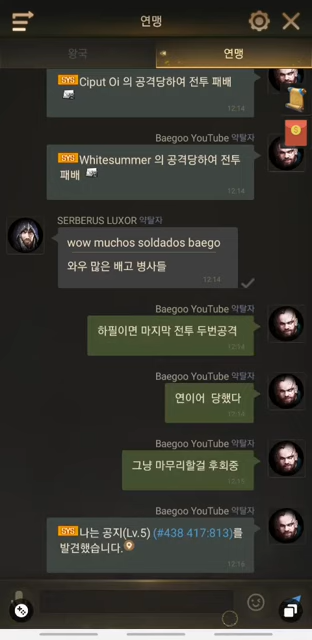 연맹
왕국
연맹
SYS Ciput Oi 의 공격당하여 전투 패배
12:14
Baegoo YouTube 약탈자
SYS Whitesummer 의 공격당하여 전투
패배
12:14
SERBERUS LUXOR 약탈자
wow muchos soldados baego
와우 많은 배고 병사들
12:14
Baegoo YouTube 약탈자
하필이면 마지막 전투 두번공격
12:14
Baegoo YouTube 약탈자
연이어 당했다
12:14
Baegoo YouTube 약탈자
그냥 마무리할걸 후회중
12:15
Baegoo YouTube 약탈자
SYS 나는 공지(Lv.5) (#438 417:813)를
발견했습니다.
12:16